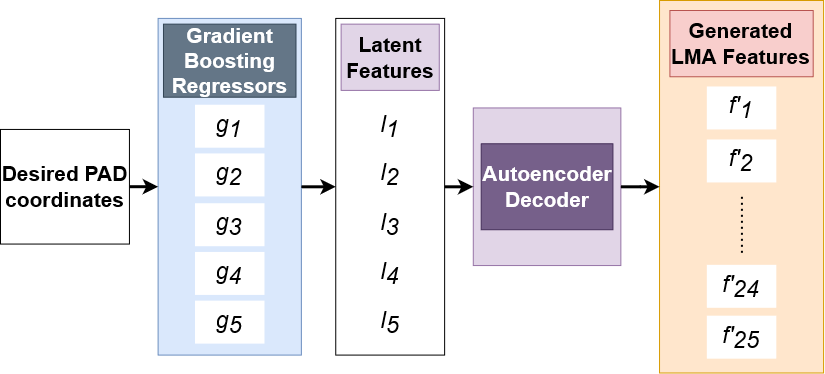 Desired PAD
coordinates
Gradient
Boosting
Regressors
g1
g2
g3
g4
g5
Latent
Features
l1
l2
l3
l4
l5
Autoencoder
Decoder
Generated
LMA Features
f'1
f'2
f'24
f'25